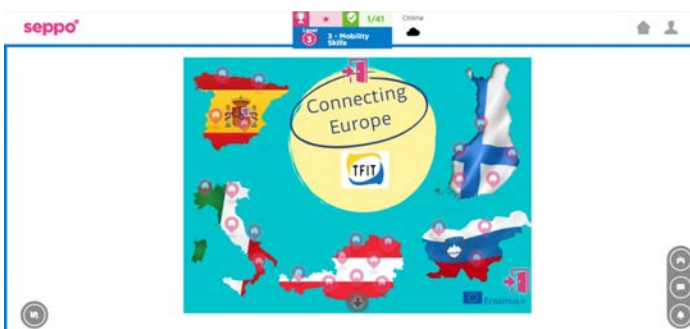 seppo
1/41
Online
Level
3
3 - Mobility
Skills
Connecting
Europe
TFIT
Erasmus+